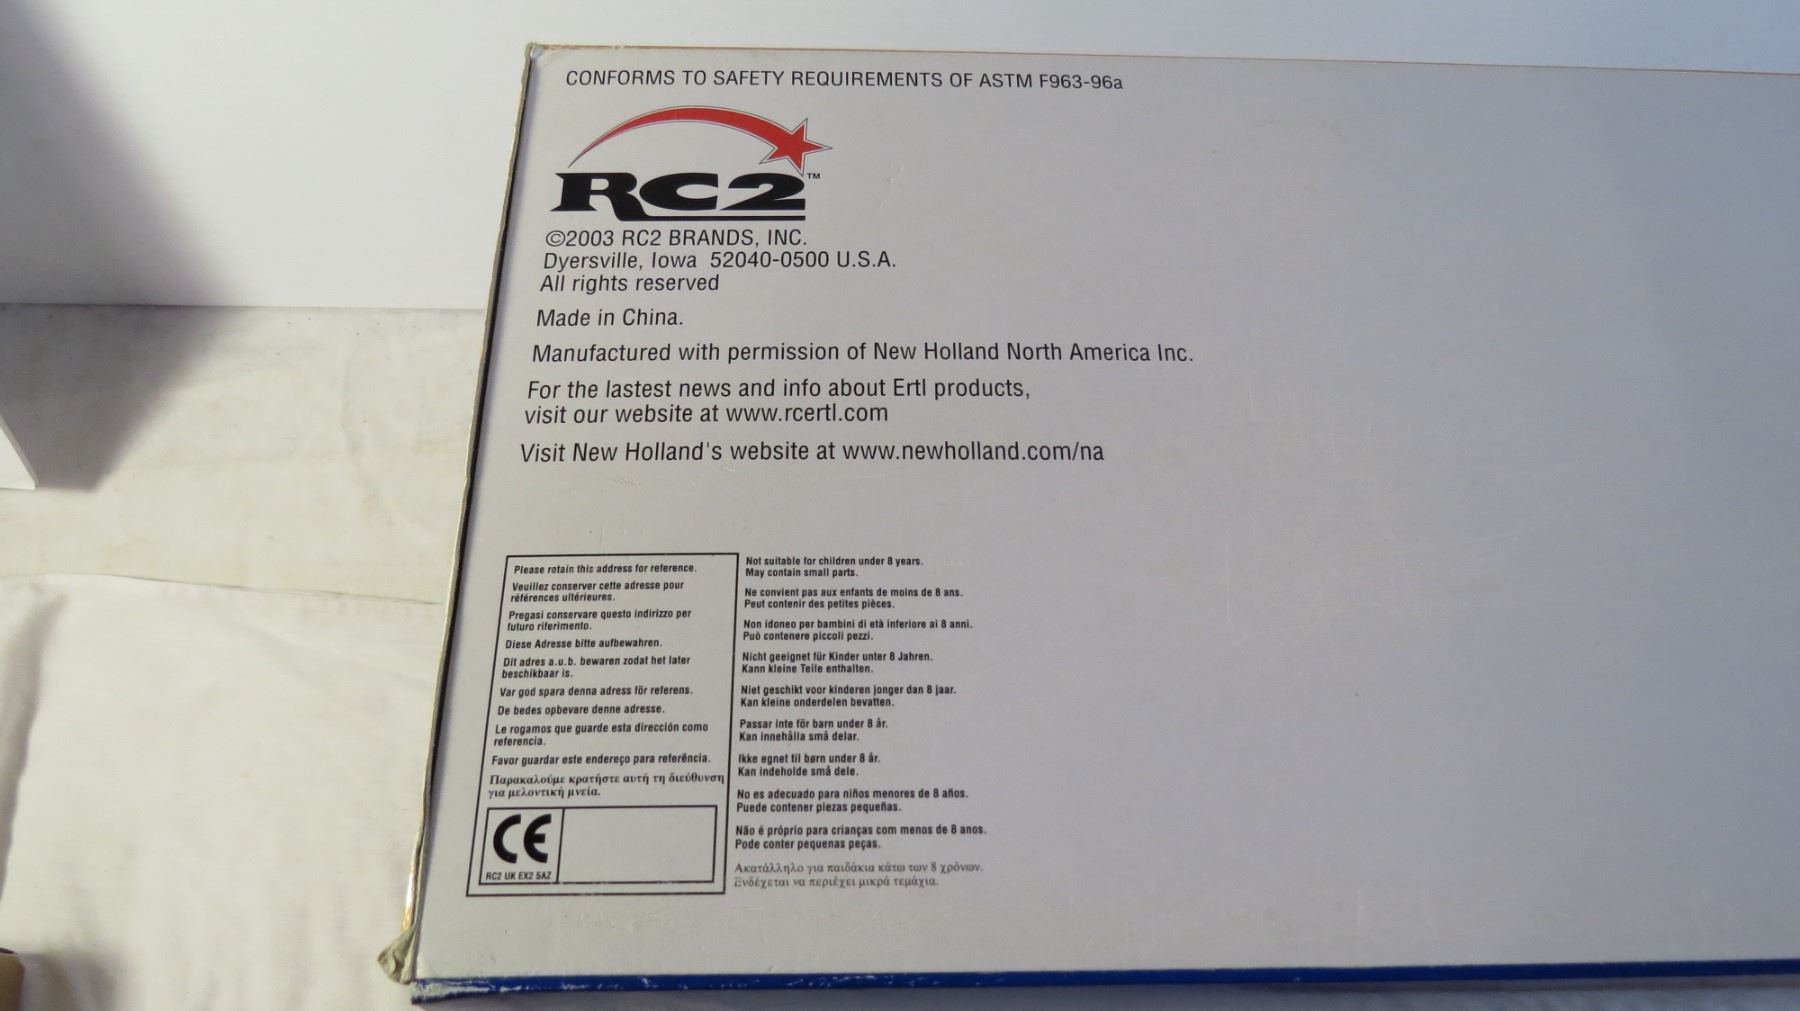 CONFORMS TO SAFETY REQUIREMENTS OF ASTM F963-96a
RC2™
©2003 RC2 BRANDS, INC.
Dyersville, Iowa 52040-0500 U.S.A.
All rights reserved
Made in China.
Manufactured with permission of New Holland North America Inc.
For the lastest news and info about Ertl products,
visit our website at www.rcertl.com
Visit New Holland's website at www.newholland.com/na
Please retain this address for reference.
Veuillez conserver cette adresse pour
références ultérieures.
Pregasi conservare questo indirizzo per
futuro riferimento.
Diese Adresse bitte aufbewahren.
Dit adres a.u.b. bewaren zodat het later
beschikbaar is.
Var god spara denna adress för referens.
De bedes opbevare denne adresse.
Le rogamos que guarde esta dirección como
referencia.
Favor guardar este endereço para referência.
Παρακαλούμε κρατήστε αυτή τη διεύθυνση
για μελοντική μνεία.
CE
RC2 UK EX2 5AZ
Not suitable for children under 8 years.
May contain small parts.
Ne convient pas aux enfants de moins de 8 ans.
Peut contenir des petites pièces.
Non idoneo per bambini di età inferiore ai 8 anni.
Può contenere piccoli pezzi.
Nicht geeignet für Kinder unter 8 Jahren.
Kann kleine Teile enthalten.
Niet geschikt voor kinderen jonger dan 8 jaar.
Kan kleine onderdelen bevatten.
Passar inte för barn under 8 år.
Kan innehålla små delar.
Ikke egnet til børn under 8 år.
Kan indeholde små dele.
No es adecuado para niños menores de 8 años.
Puede contener piezas pequeñas.
Não é próprio para crianças com menos de 8 anos.
Pode conter pequenas peças.
Ακατάλληλο για παιδάκια κάτω των 8 χρόνων.
Ενδέχεται να περιέχει μικρά τεμάχια.